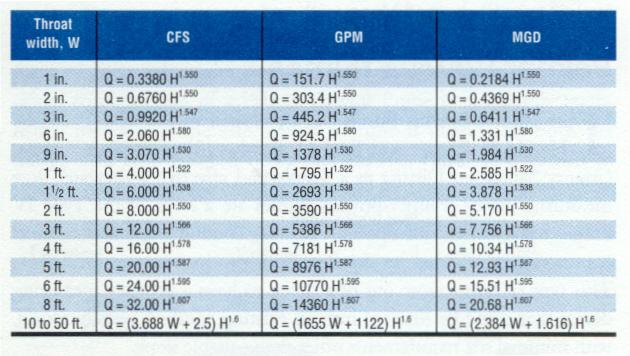 Throat width, W CFS GPM MGD
1 in. Q = 0.3380 H^1.550 Q = 151.7 H^1.550 Q = 0.2184 H^1.550
2 in. Q = 0.6760 H^1.550 Q = 303.4 H^1.550 Q = 0.4369 H^1.550
3 in. Q = 0.9920 H^1.547 Q = 445.2 H^1.547 Q = 0.6411 H^1.547
6 in. Q = 2.060 H^1.580 Q = 924.5 H^1.580 Q = 1.331 H^1.580
9 in. Q = 3.070 H^1.530 Q = 1378 H^1.530 Q = 1.984 H^1.530
1 ft. Q = 4.000 H^1.522 Q = 1795 H^1.522 Q = 2.585 H^1.522
1 1/2 ft. Q = 6.000 H^1.538 Q = 2693 H^1.538 Q = 3.878 H^1.538
2 ft. Q = 8.000 H^1.550 Q = 3590 H^1.550 Q = 5.170 H^1.550
3 ft. Q = 12.00 H^1.566 Q = 5386 H^1.566 Q = 7.756 H^1.566
4 ft. Q = 16.00 H^1.578 Q = 7181 H^1.578 Q = 10.34 H^1.578
5 ft. Q = 20.00 H^1.587 Q = 8976 H^1.587 Q = 12.93 H^1.587
6 ft. Q = 24.00 H^1.595 Q = 10770 H^1.595 Q = 15.51 H^1.595
8 ft. Q = 32.00 H^1.607 Q = 14360 H^1.607 Q = 20.68 H^1.607
10 to 50 ft. Q = (3.688 W + 2.5) H^1.6 Q = (1655 W + 1122) H^1.6 Q = (2.384 W + 1.616) H^1.6